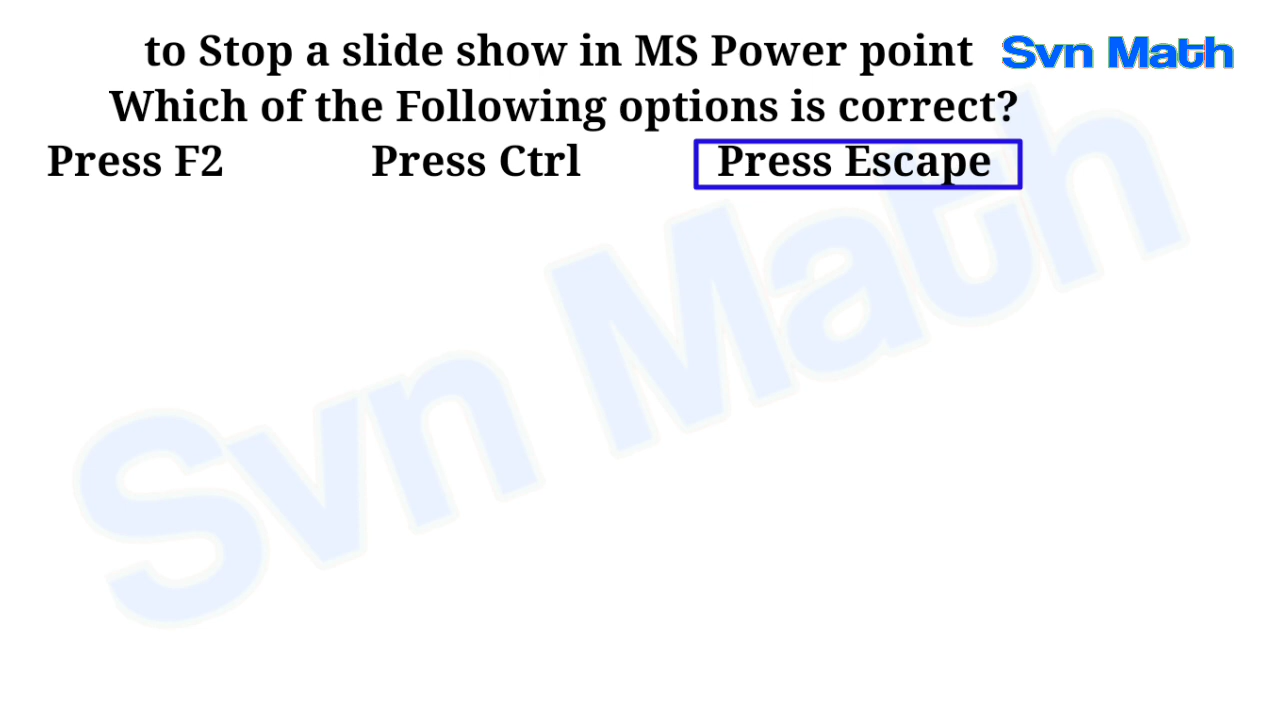 to Stop a slide show in MS Power point Svn Math
Which of the Following options is correct?
Press F2 Press Ctrl Press Escape
Svn Math